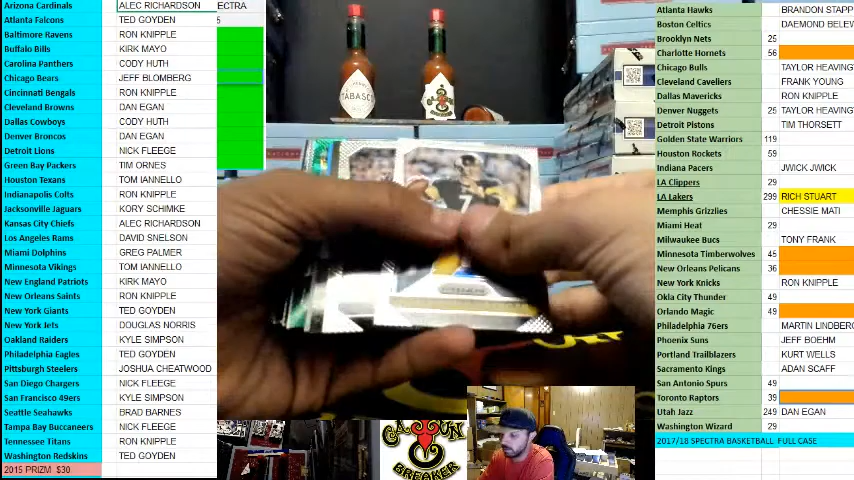 Arizona Cardinals ALEC RICHARDSON ECTRA
Atlanta Falcons TED GOYDEN 5
Baltimore Ravens RON KNIPPLE
Buffalo Bills KIRK MAYO
Carolina Panthers CODY HUTH
Chicago Bears JEFF BLOMBERG
Cincinnati Bengals RON KNIPPLE
Cleveland Browns DAN EGAN
Dallas Cowboys CODY HUTH
Denver Broncos DAN EGAN
Detroit Lions NICK FLEEGE
Green Bay Packers TIM ORNES
Houston Texans TOM IANNELLO
Indianapolis Colts RON KNIPPLE
Jacksonville Jaguars KORY SCHIMKE
Kansas City Chiefs ALEC RICHARDSON
Los Angeles Rams DAVID SNELSON
Miami Dolphins GREG PALMER
Minnesota Vikings TOM IANNELLO
New England Patriots KIRK MAYO
New Orleans Saints RON KNIPPLE
New York Giants TED GOYDEN
New York Jets DOUGLAS NORRIS
Oakland Raiders KYLE SIMPSON
Philadelphia Eagles TED GOYDEN
Pittsburgh Steelers JOSHUA CHEATWOOD
San Diego Chargers NICK FLEEGE
San Francisco 49ers KYLE SIMPSON
Seattle Seahawks BRAD BARNES
Tampa Bay Buccaneers NICK FLEEGE
Tennessee Titans RON KNIPPLE
Washington Redskins TED GOYDEN
2015 PRIZM $30
TABASCO
7
CAJUN
BREAKER
Atlanta Hawks BRANDON STAPP
Boston Celtics DAEMOND BELEW
Brooklyn Nets 25
Charlotte Hornets 56
Chicago Bulls TAYLOR HEAVING
Cleveland Caveliers FRANK YOUNG
Dallas Mavericks RON KNIPPLE
Denver Nuggets 25 TAYLOR HEAVING
Detroit Pistons TIM THORSETT
Golden State Warriors 119
Houston Rockets 59
Indiana Pacers JWICK JWICK
LA Clippers 29
LA Lakers 299 RICH STUART
Memphis Grizzlies CHESSIE MATI
Miami Heat 29
Milwaukee Bucs TONY FRANK
Minnesota Timberwolves 45
New Orleans Pelicans 36
New York Knicks RON KNIPPLE
Okla City Thunder 49
Orlando Magic 49
Philadelphia 76ers MARTIN LINDBERG
Phoenix Suns JEFF BOEHM
Portland Trailblazers KURT WELLS
Sacramento Kings ADAN SCAFF
San Antonio Spurs 49
Toronto Raptors 39
Utah Jazz 249 DAN EGAN
Washington Wizard 29
2017/18 SPECTRA BASKETBALL FULL CASE